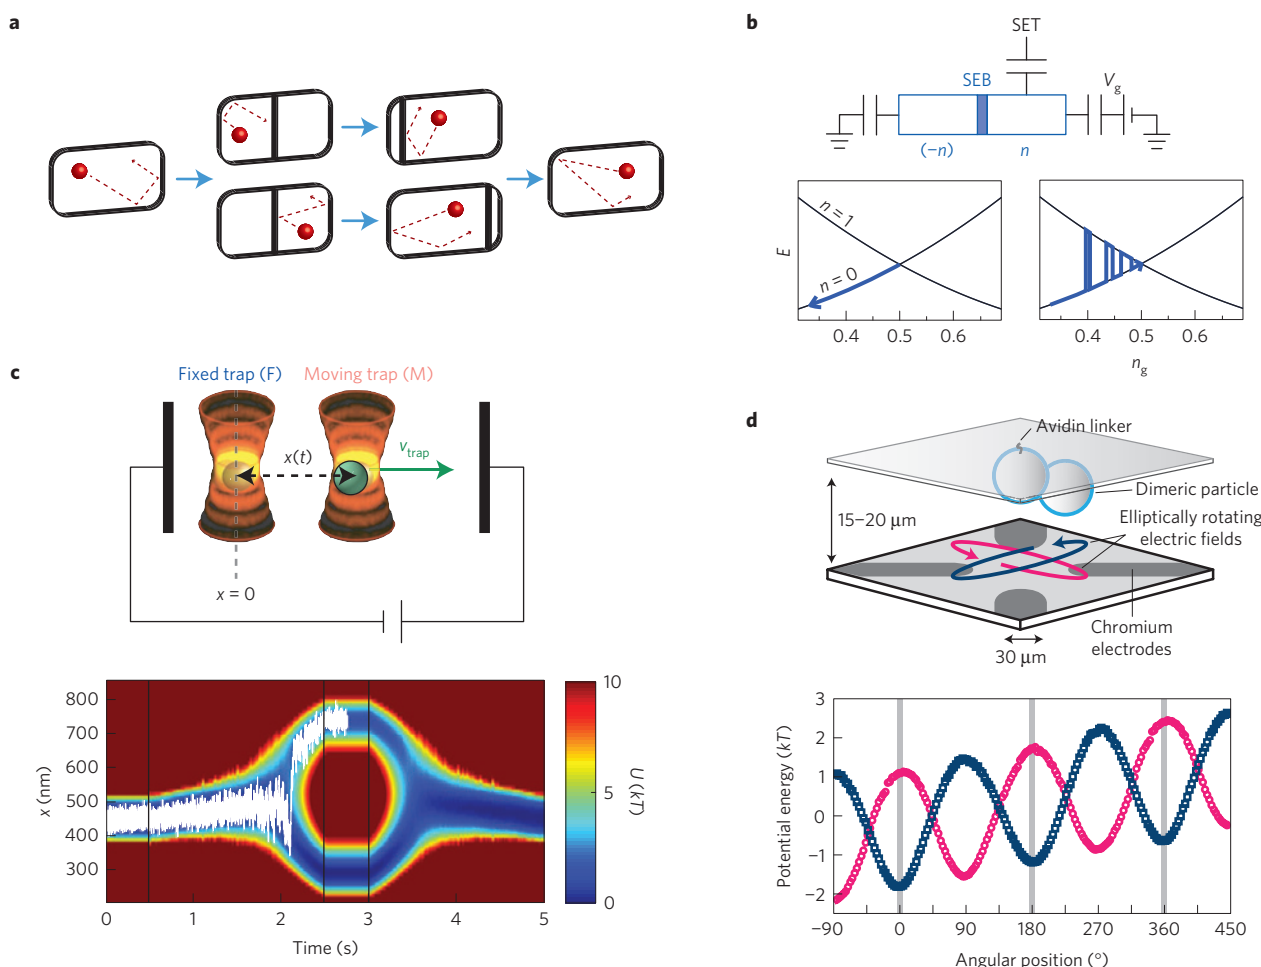 a
b
SET
SEB
Vg
(−n)
n
E
n = 1
n = 0
0.4
0.5
0.6
0.4
0.5
0.6
ng
c
Fixed trap (F)
Moving trap (M)
x(t)
vtrap
x = 0
x (nm)
800
700
600
500
400
300
0
1
2
3
4
5
Time (s)
10
5
0
U (kT)
d
Avidin linker
Dimeric particle
15–20 μm
Elliptically rotating
electric fields
Chromium
electrodes
30 μm
Potential energy (kT)
3
2
1
0
−1
−2
−90
0
90
180
270
360
450
Angular position (°)